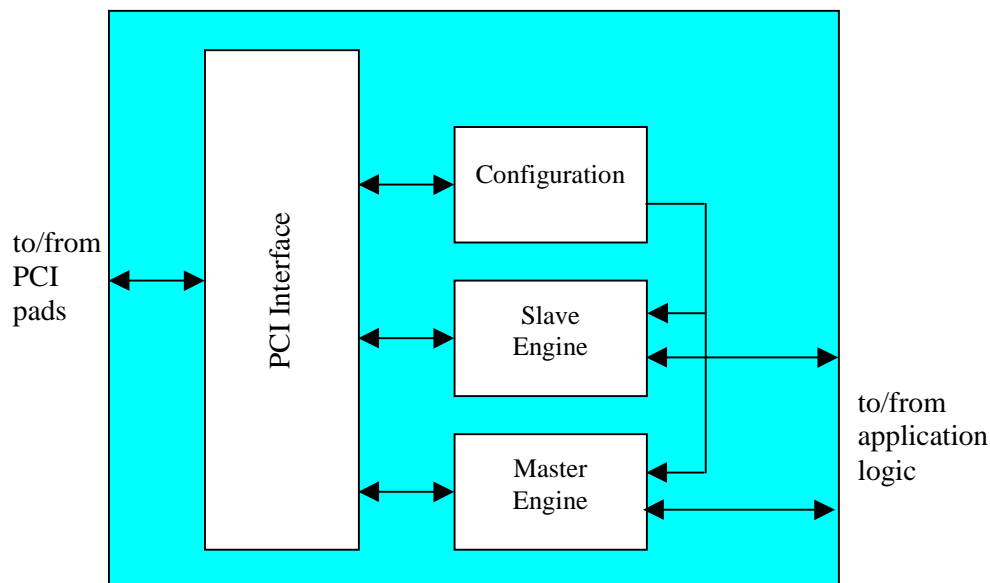 to/from
PCI
pads
PCI Interface
Configuration
Slave
Engine
Master
Engine
to/from
application
logic